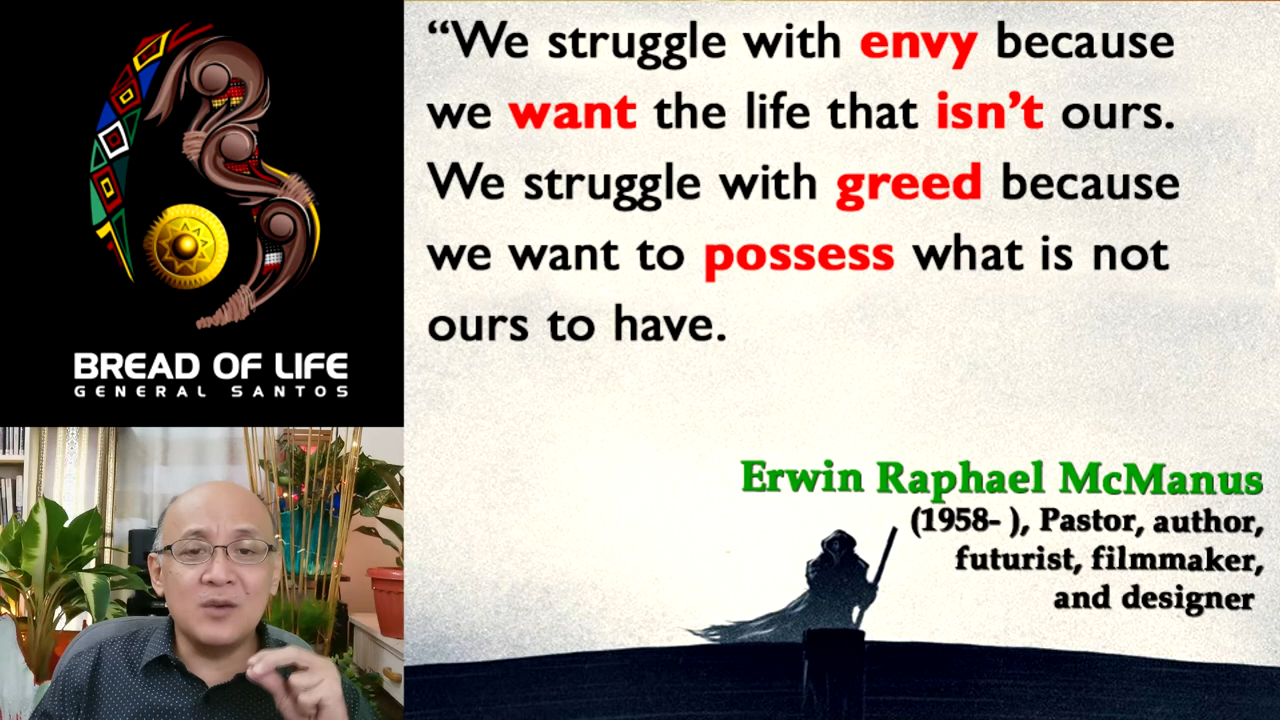 BREAD OF LIFE
GENERAL SANTOS
“We struggle with envy because
we want the life that isn’t ours.
We struggle with greed because
we want to possess what is not
ours to have.
Erwin Raphael McManus
(1958- ), Pastor, author,
futurist, filmmaker,
and designer